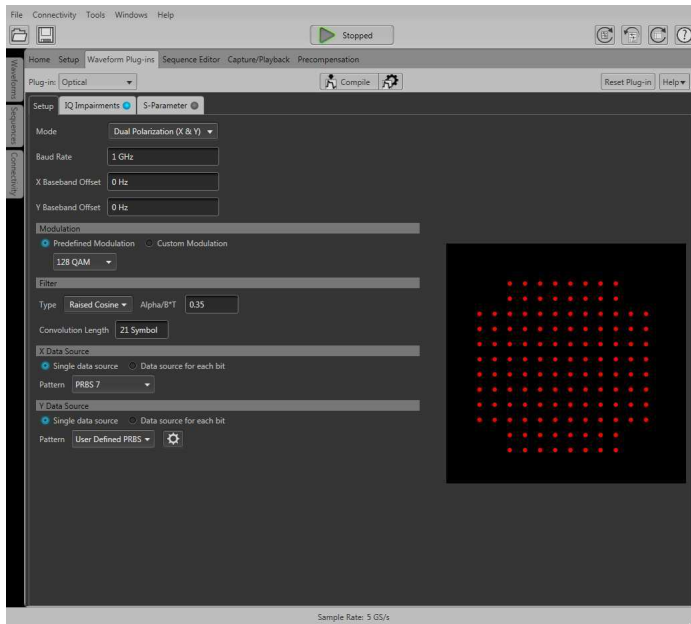 File Connectivity Tools Windows Help
Stopped
Home Setup Waveform Plug-ins Sequence Editor Capture/Playback Precompensation
Plug-in: Optical Compile Reset Plug-in Help
Waveforms
Sequences
Connectivity
Setup IQ Impairments S-Parameter
Mode Dual Polarization (X & Y)
Baud Rate 1 GHz
X Baseband Offset 0 Hz
Y Baseband Offset 0 Hz
Modulation
Predefined Modulation Custom Modulation
128 QAM
Filter
Type Raised Cosine Alpha/B*T 0.35
Convolution Length 21 Symbol
X Data Source
Single data source Data source for each bit
Pattern PRBS 7
Y Data Source
Single data source Data source for each bit
Pattern User Defined PRBS
Sample Rate: 5 GS/s